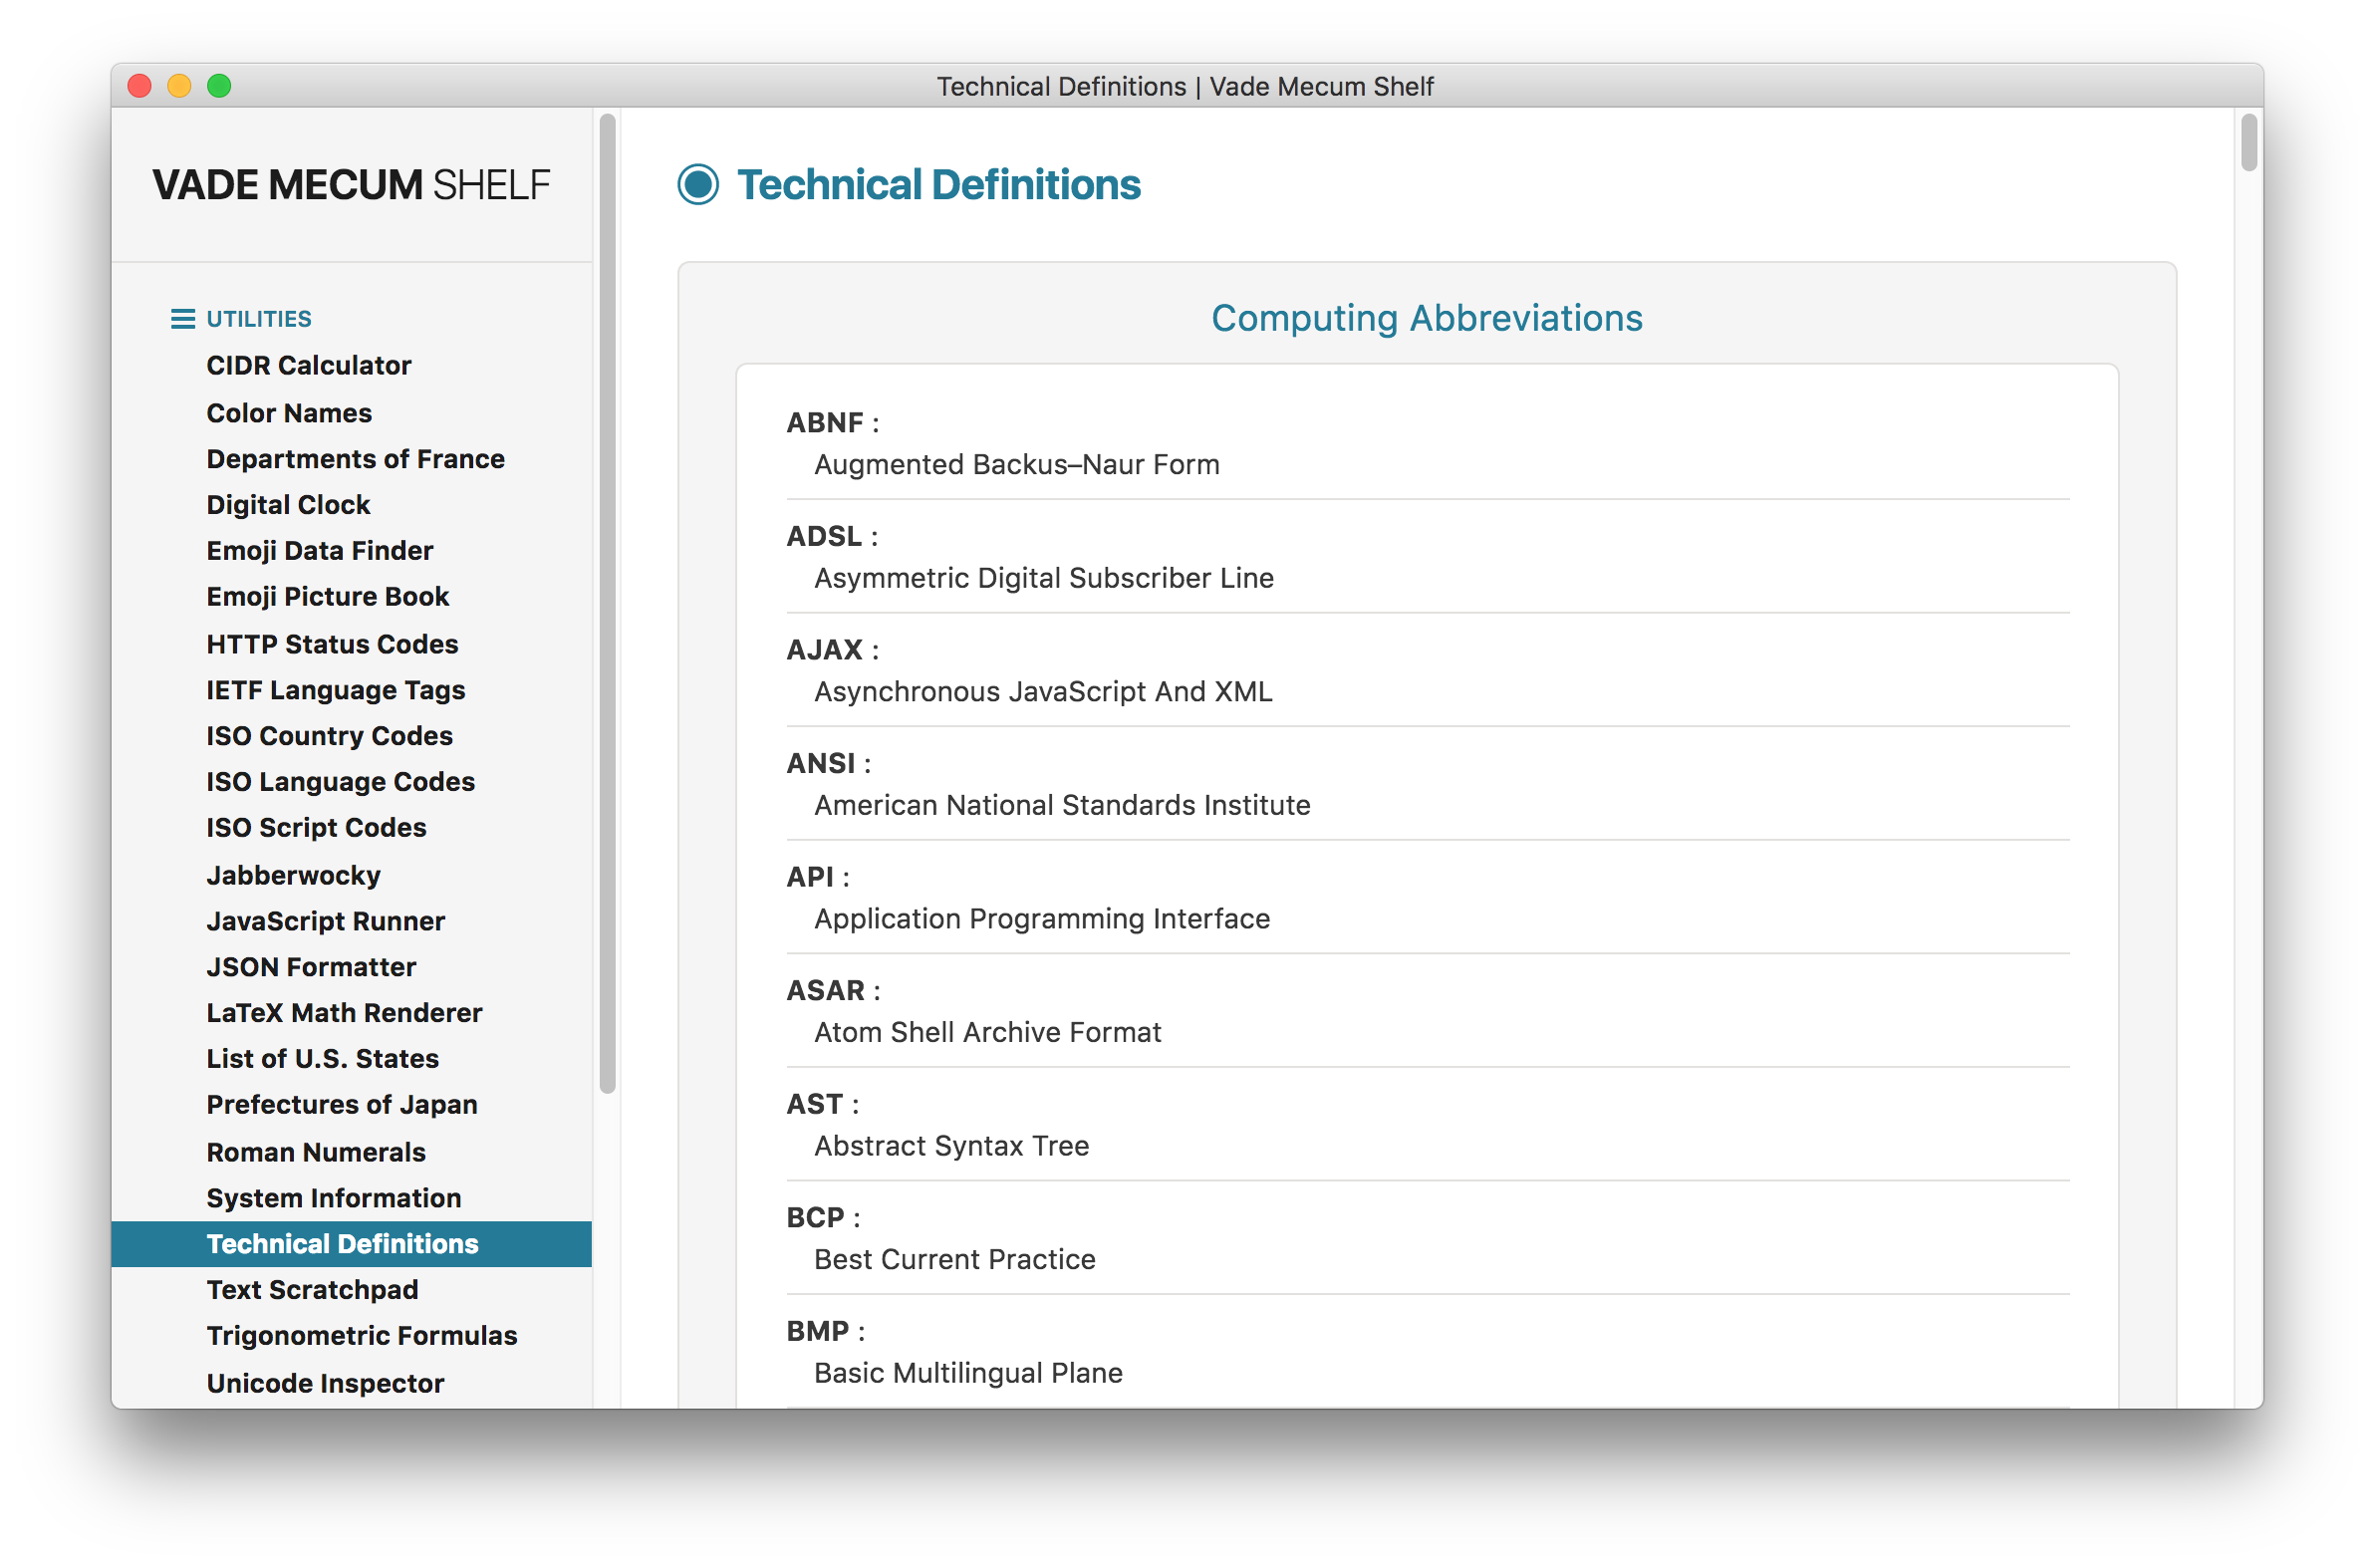 Technical Definitions | Vade Mecum Shelf
VADE MECUM SHELF
UTILITIES
CIDR Calculator
Color Names
Departments of France
Digital Clock
Emoji Data Finder
Emoji Picture Book
HTTP Status Codes
IETF Language Tags
ISO Country Codes
ISO Language Codes
ISO Script Codes
Jabberwocky
JavaScript Runner
JSON Formatter
LaTeX Math Renderer
List of U.S. States
Prefectures of Japan
Roman Numerals
System Information
Technical Definitions
Text Scratchpad
Trigonometric Formulas
Unicode Inspector
Technical Definitions
Computing Abbreviations
ABNF :
Augmented Backus–Naur Form
ADSL :
Asymmetric Digital Subscriber Line
AJAX :
Asynchronous JavaScript And XML
ANSI :
American National Standards Institute
API :
Application Programming Interface
ASAR :
Atom Shell Archive Format
AST :
Abstract Syntax Tree
BCP :
Best Current Practice
BMP :
Basic Multilingual Plane